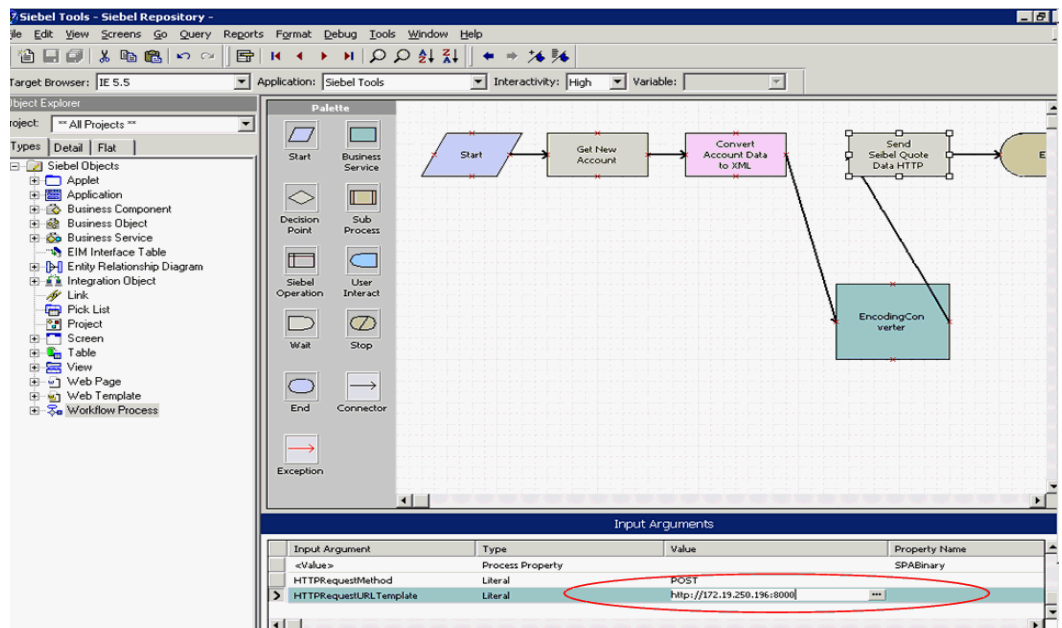 Siebel Tools - Siebel Repository -
File Edit View Screens Go Query Reports Format Debug Tools Window Help
Target Browser: IE 5.5 Application: Siebel Tools Interactivity: High Variable:
Object Explorer
Project: ** All Projects **
Types Detail Flat
Siebel Objects
Applet
Application
Business Component
Business Object
Business Service
EIM Interface Table
Entity Relationship Diagram
Integration Object
Link
Pick List
Project
Screen
Table
View
Web Page
Web Template
Workflow Process
Palette
Start
Business Service
Decision Point
Sub Process
Siebel Operation
User Interact
Wait
Stop
End
Connector
Exception
Start
Get New
Account
Convert
Account Data
to XML
Send
Seibel Quote
Data HTTP
E
EncodingCon
verter
Input Arguments
Input Argument Type Value Property Name
<Value> Process Property SPABinary
HTTPRequestMethod Literal POST
HTTPRequestURLTemplate Literal http://172.19.250.196:8000